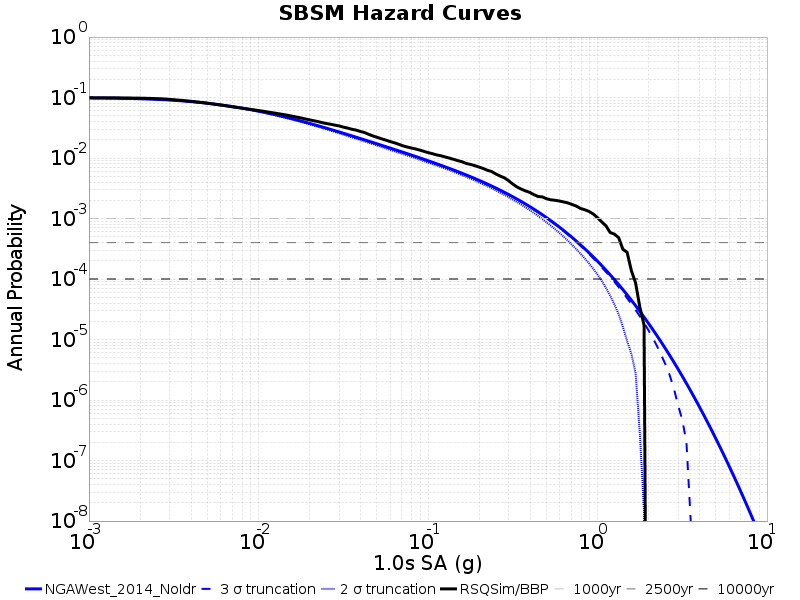 SBSM Hazard Curves
Annual Probability
10^0
10^-1
10^-2
10^-3
10^-4
10^-5
10^-6
10^-7
10^-8
10^-3 10^-2 10^-1 10^0 10^1
1.0s SA (g)
NGAWest_2014_NoIdr 3 σ truncation 2 σ truncation RSQSim/BBP 1000yr 2500yr 10000yr